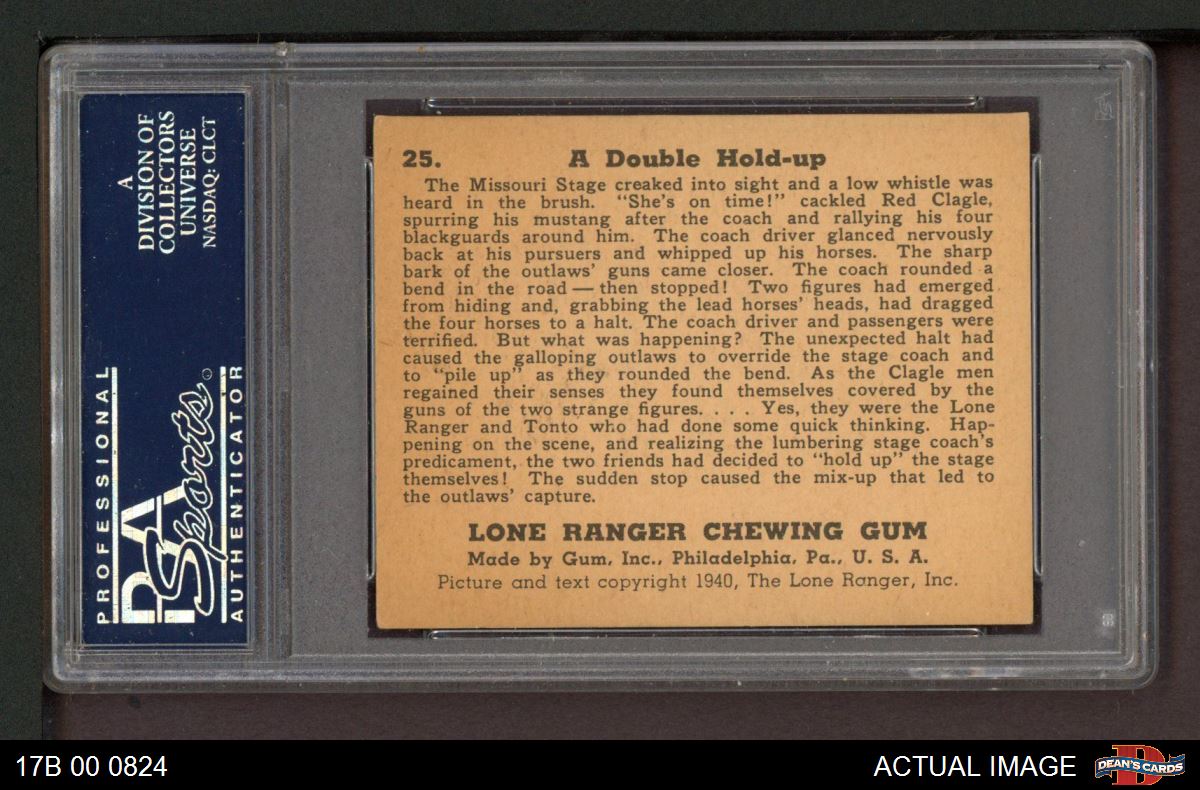 A
DIVISION OF
COLLECTORS
UNIVERSE
NASDAQ: CLCT
PROFESSIONAL
PSA
Sports
AUTHENTICATOR
25. A Double Hold-up
The Missouri Stage creaked into sight and a low whistle was
heard in the brush. "She's on time!" cackled Red Clagle,
spurring his mustang after the coach and rallying his four
blackguards around him. The coach driver glanced nervously
back at his pursuers and whipped up his horses. The sharp
bark of the outlaws' guns came closer. The coach rounded a
bend in the road — then stopped! Two figures had emerged
from hiding and, grabbing the lead horses' heads, had dragged
the four horses to a halt. The coach driver and passengers were
terrified. But what was happening? The unexpected halt had
caused the galloping outlaws to override the stage coach and
to "pile up" as they rounded the bend. As the Clagle men
regained their senses they found themselves covered by the
guns of the two strange figures. . . . Yes, they were the Lone
Ranger and Tonto who had done some quick thinking. Hap-
pening on the scene, and realizing the lumbering stage coach's
predicament, the two friends had decided to "hold up" the stage
themselves! The sudden stop caused the mix-up that led to
the outlaws' capture.
LONE RANGER CHEWING GUM
Made by Gum, Inc., Philadelphia, Pa., U. S. A.
Picture and text copyright 1940, The Lone Ranger, Inc.
17B 00 0824
ACTUAL IMAGE
D
DEAN'S CARDS